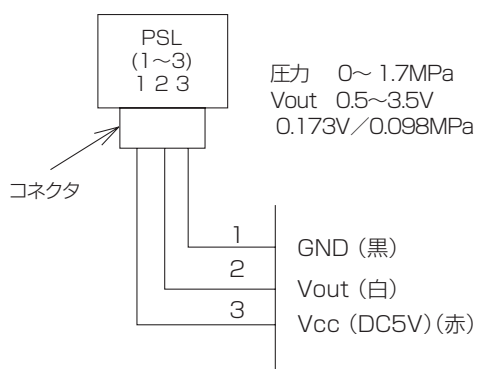 PSL
(1～3)
1 2 3
圧力　0～ 1.7MPa
Vout　0.5～3.5V
0.173V／0.098MPa
コネクタ
1
GND（黒）
2
Vout（白）
3
Vcc（DC5V）（赤）